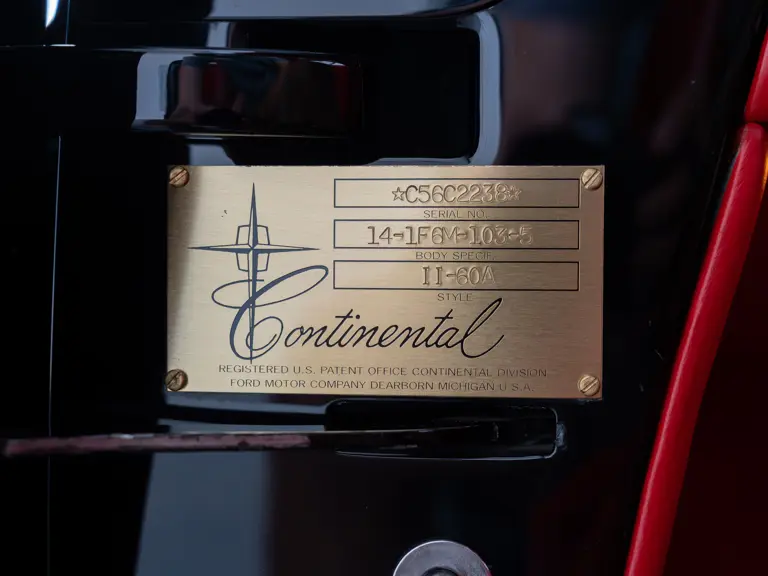 ☆C56C2238☆
SERIAL NO.
14-1F6M-103-5
BODY SPECIF.
II-60A
STYLE
Continental
REGISTERED U.S. PATENT OFFICE CONTINENTAL DIVISION
FORD MOTOR COMPANY DEARBORN MICHIGAN U.S.A.